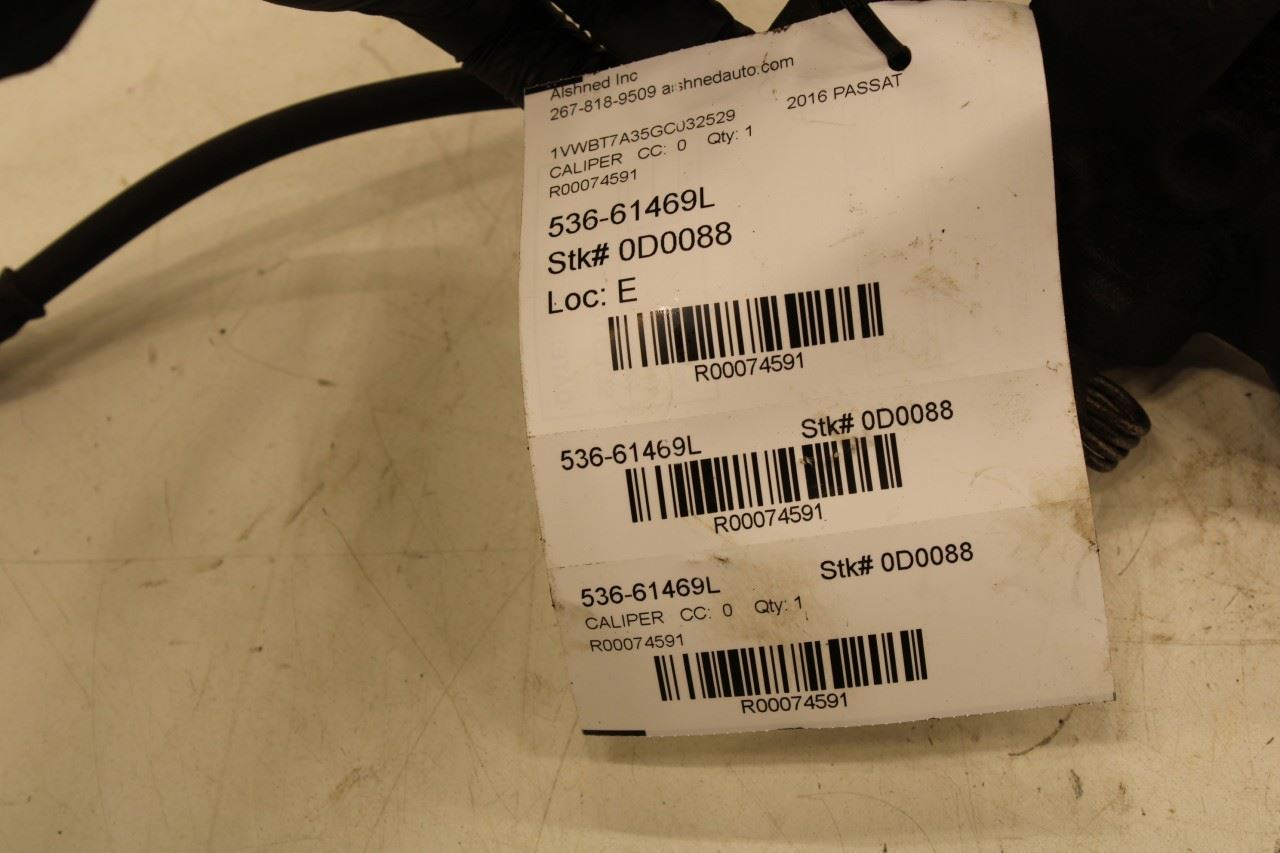 Alshned Inc
267-818-9509 alshnedauto.com
1VWBT7A35GC032529 2016 PASSAT
CALIPER CC: 0 Qty: 1
R00074591
536-61469L
Stk# 0D0088
Loc: E
R00074591
536-61469L Stk# 0D0088
R00074591
536-61469L Stk# 0D0088
CALIPER CC: 0 Qty: 1
R00074591
R00074591